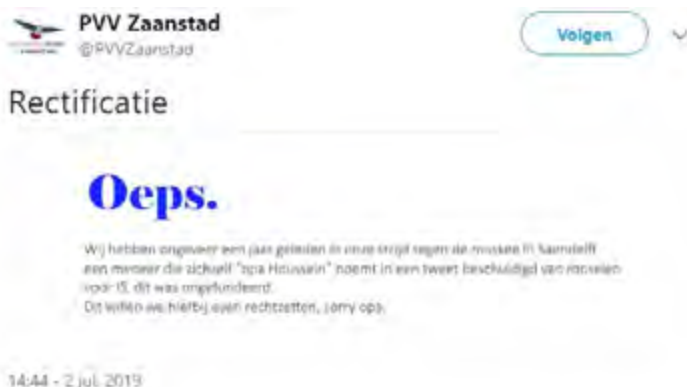 PVV Zaanstad
@PVVZaanstad
Volgen
Rectificatie
Oeps.
Wij hebben ongeveer een jaar geleden in onze strijd tegen de moskee in Saendelft
een meneer die zichzelf "opa Houssein" noemt in een tweet beschuldigd van ronselen
voor IS, dit was ongefundeerd.
Dit willen we hierbij even rechtzetten, sorry opa.
14:44 - 2 jul. 2019